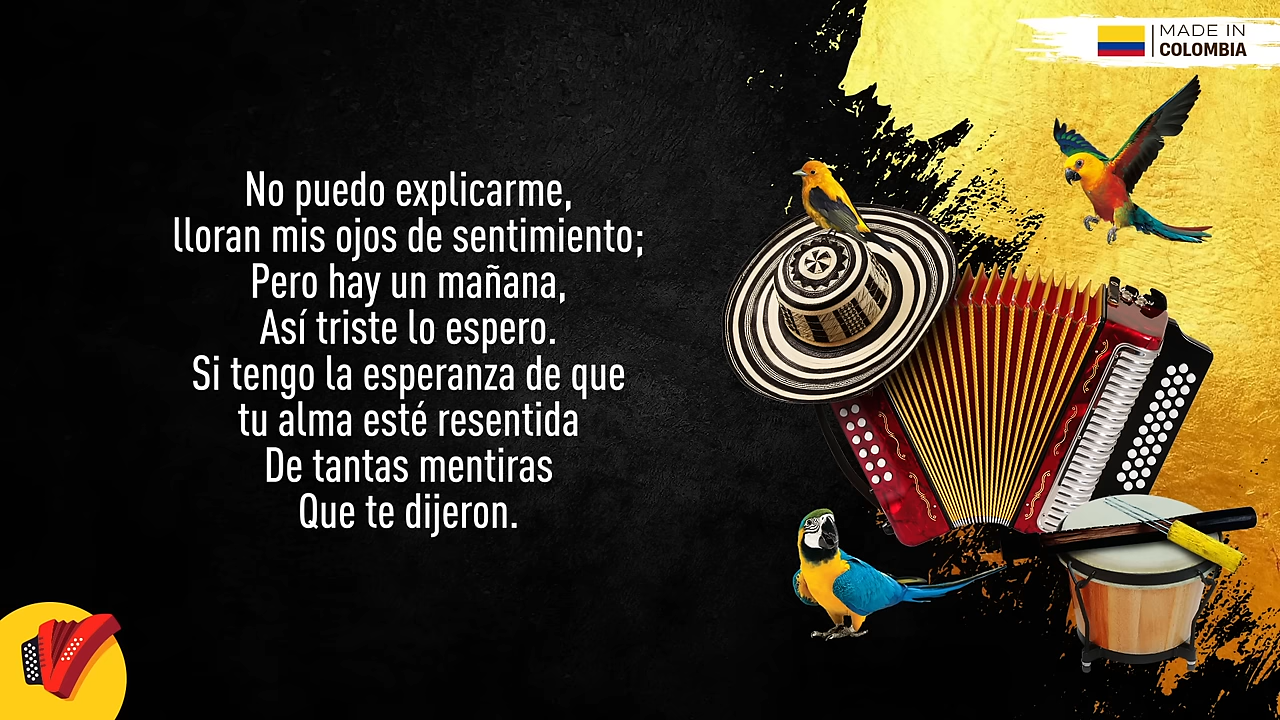 MADE IN
COLOMBIA
No puedo explicarme,
lloran mis ojos de sentimiento;
Pero hay un mañana,
Así triste lo espero.
Si tengo la esperanza de que
tu alma esté resentida
De tantas mentiras
Que te dijeron.